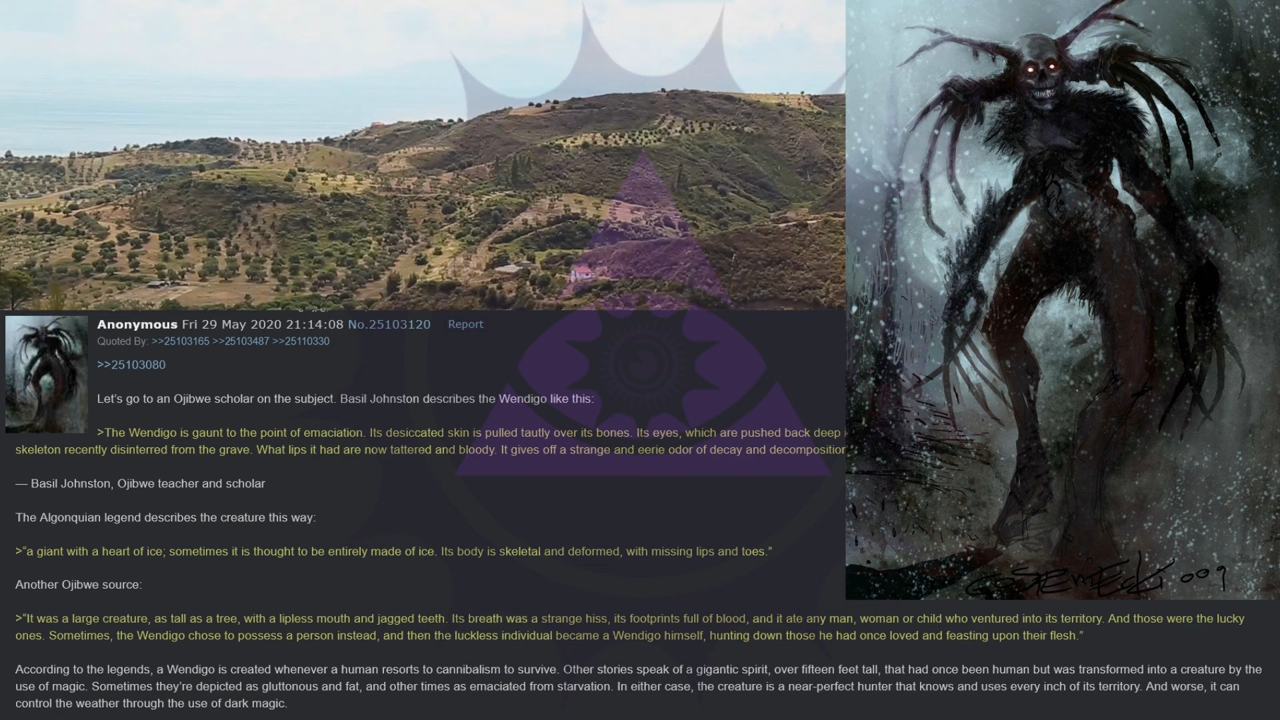 Anonymous Fri 29 May 2020 21:14:08 No.25103120 Report
Quoted By: >>25103165 >>25103487 >>25110330
>>25103080
Let's go to an Ojibwe scholar on the subject. Basil Johnston describes the Wendigo like this:
>The Wendigo is gaunt to the point of emaciation. Its desiccated skin is pulled tautly over its bones. Its eyes, which are pushed back deep
skeleton recently disinterred from the grave. What lips it had are now tattered and bloody. It gives off a strange and eerie odor of decay and decomposition
— Basil Johnston, Ojibwe teacher and scholar
The Algonquian legend describes the creature this way:
>"a giant with a heart of ice; sometimes it is thought to be entirely made of ice. Its body is skeletal and deformed, with missing lips and toes."
Another Ojibwe source:
>"It was a large creature, as tall as a tree, with a lipless mouth and jagged teeth. Its breath was a strange hiss, its footprints full of blood, and it ate any man, woman or child who ventured into its territory. And those were the lucky
ones. Sometimes, the Wendigo chose to possess a person instead, and then the luckless individual became a Wendigo himself, hunting down those he had once loved and feasting upon their flesh."
According to the legends, a Wendigo is created whenever a human resorts to cannibalism to survive. Other stories speak of a gigantic spirit, over fifteen feet tall, that had once been human but was transformed into a creature by the
use of magic. Sometimes they're depicted as gluttonous and fat, and other times as emaciated from starvation. In either case, the creature is a near-perfect hunter that knows and uses every inch of its territory. And worse, it can
control the weather through the use of dark magic.